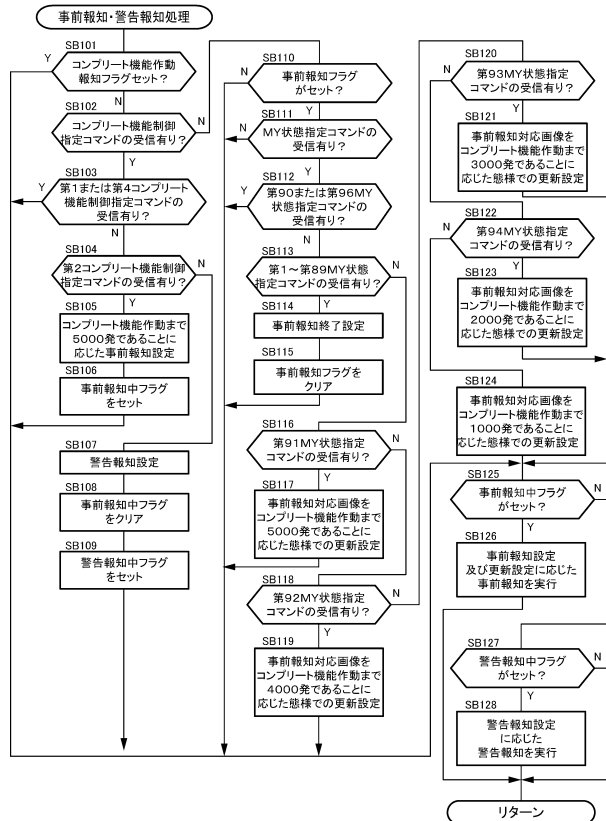 事前報知・警告報知処理
SB101
Y
コンプリート機能作動
報知フラグセット？
N
SB102
コンプリート機能制御
指定コマンドの受信有り？
N
Y
SB103
Y
第1または第4コンプリート
機能制御指定コマンドの
受信有り？
N
SB104
第2コンプリート機能制御
指定コマンドの受信有り？
N
Y
SB105
コンプリート機能作動まで
5000発であることに
応じた事前報知設定
SB106
事前報知中フラグ
をセット
SB107
警告報知設定
SB108
事前報知中フラグ
をクリア
SB109
警告報知中フラグ
をセット
SB110
N
事前報知フラグ
がセット？
Y
SB111
N
MY状態指定コマンドの
受信有り？
Y
SB112
Y
第90または第96MY
状態指定コマンドの
受信有り？
N
SB113
第1～第89MY状態
指定コマンドの受信有り？
N
Y
SB114
事前報知終了設定
SB115
事前報知フラグを
クリア
SB116
第91MY状態指定
コマンドの受信有り？
N
Y
SB117
事前報知対応画像を
コンプリート機能作動まで
5000発であることに
応じた態様での更新設定
SB118
第92MY状態指定
コマンドの受信有り？
N
Y
SB119
事前報知対応画像を
コンプリート機能作動まで
4000発であることに
応じた態様での更新設定
SB120
N
第93MY状態指定
コマンドの受信有り？
Y
SB121
事前報知対応画像を
コンプリート機能作動まで
3000発であることに
応じた態様での更新設定
SB122
N
第94MY状態指定
コマンドの受信有り？
Y
SB123
事前報知対応画像を
コンプリート機能作動まで
2000発であることに
応じた態様での更新設定
SB124
事前報知対応画像を
コンプリート機能作動まで
1000発であることに
応じた態様での更新設定
SB125
事前報知中フラグ
がセット？
N
Y
SB126
事前報知設定
及び更新設定に応じた
事前報知を実行
SB127
警告報知中フラグ
がセット？
N
Y
SB128
警告報知設定
に応じた
警告報知を実行
リターン